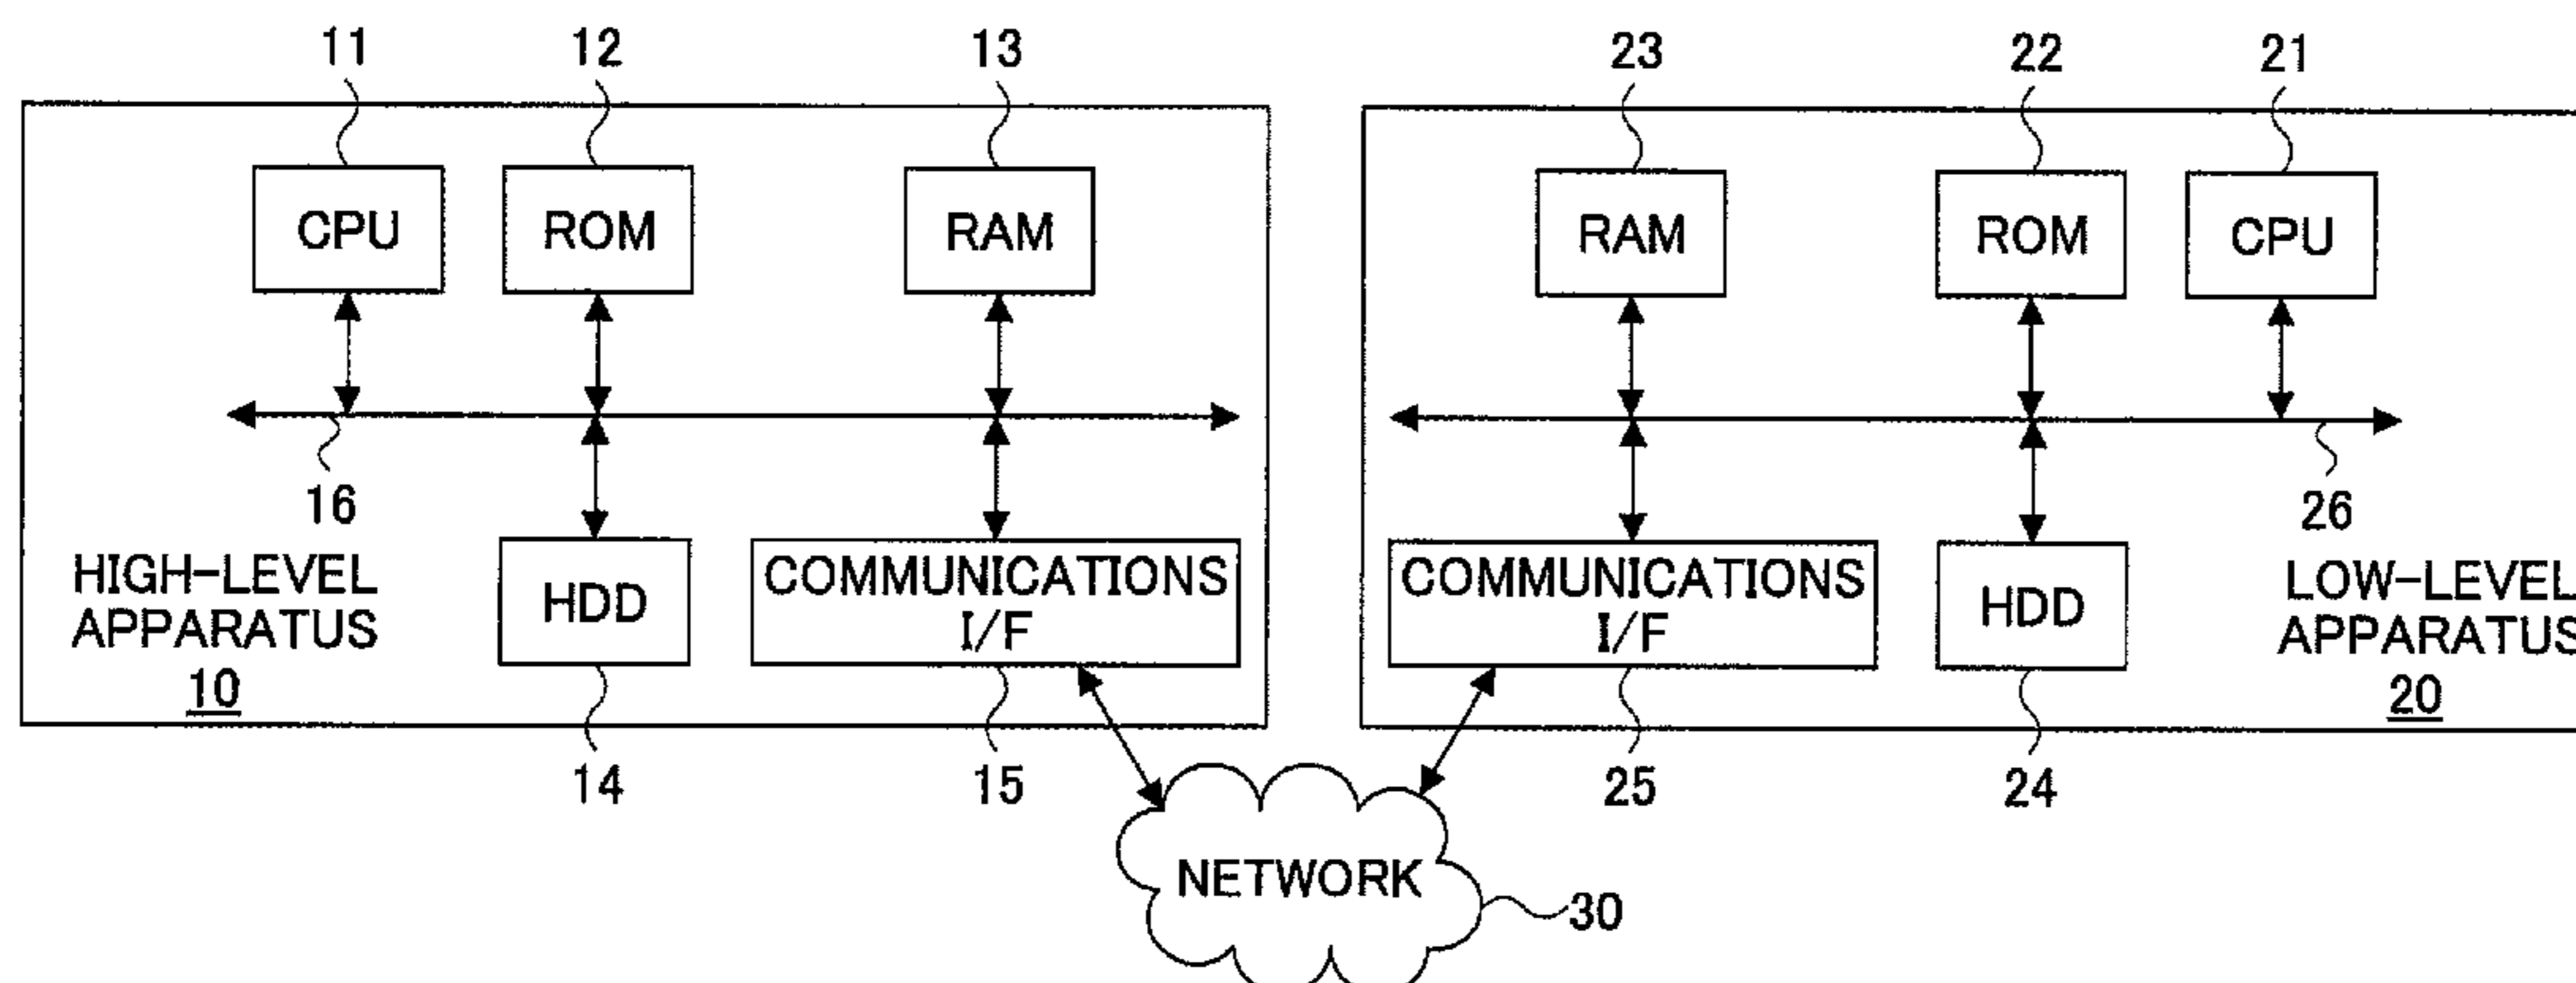 11 12 13 23 22 21
CPU ROM RAM RAM ROM CPU
16 26
HIGH-LEVEL
APPARATUS
10
HDD
COMMUNICATIONS
I/F
COMMUNICATIONS
I/F
HDD
LOW-LEVEL
APPARATUS
20
14 15 25 24
NETWORK
30